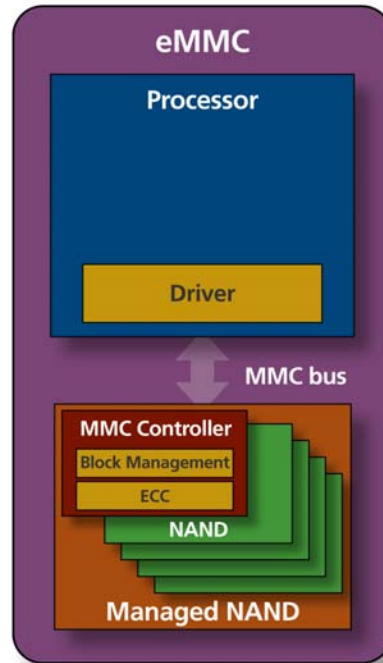 eMMC
Processor
Driver
MMC bus
MMC Controller
Block Management
ECC
NAND
Managed NAND